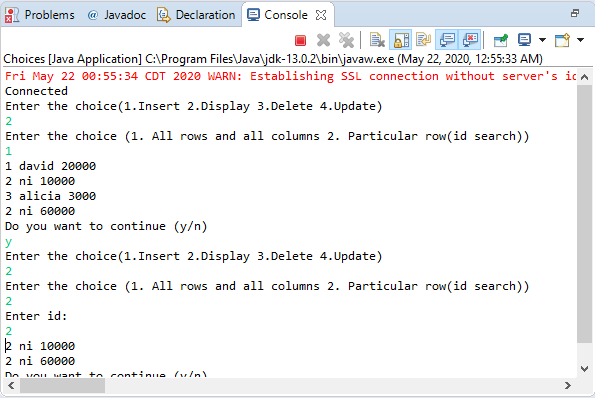 Problems @ Javadoc Declaration Console
Choices [Java Application] C:\Program Files\Java\jdk-13.0.2\bin\javaw.exe (May 22, 2020, 12:55:33 AM)
Fri May 22 00:55:34 CDT 2020 WARN: Establishing SSL connection without server's
Connected
Enter the choice(1.Insert 2.Display 3.Delete 4.Update)
2
Enter the choice (1. All rows and all columns 2. Particular row(id search))
1
1 david 20000
2 ni 10000
3 alicia 3000
2 ni 60000
Do you want to continue (y/n)
y
Enter the choice(1.Insert 2.Display 3.Delete 4.Update)
2
Enter the choice (1. All rows and all columns 2. Particular row(id search))
2
Enter id:
2
2 ni 10000
2 ni 60000
Do you want to continue (y/n)